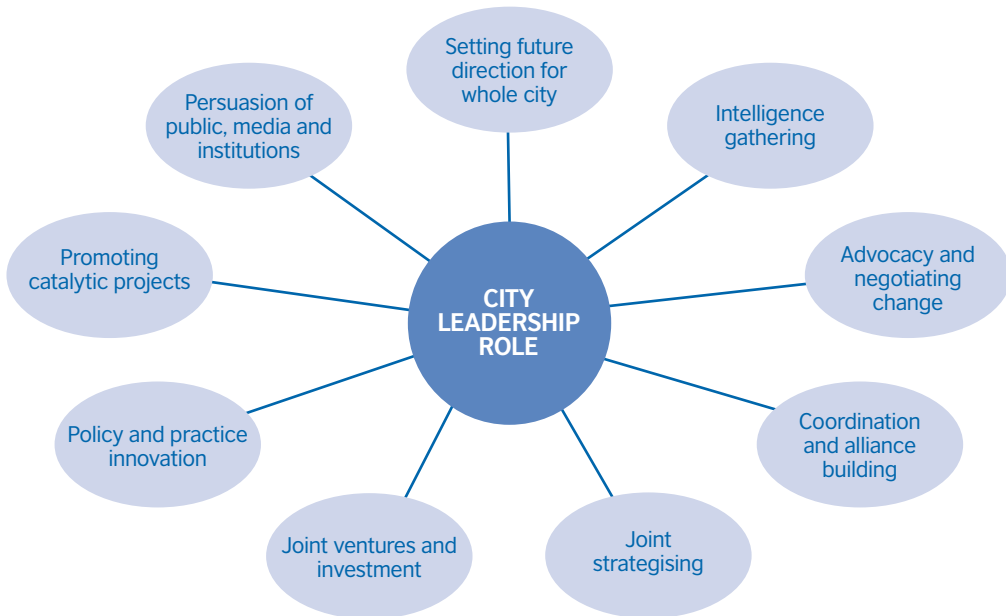 Setting future
direction for
whole city
Intelligence
gathering
Advocacy and
negotiating
change
Coordination
and alliance
building
Joint
strategising
Joint ventures and
investment
Policy and practice
innovation
Promoting
catalytic projects
Persuasion of
public, media and
institutions
CITY
LEADERSHIP
ROLE